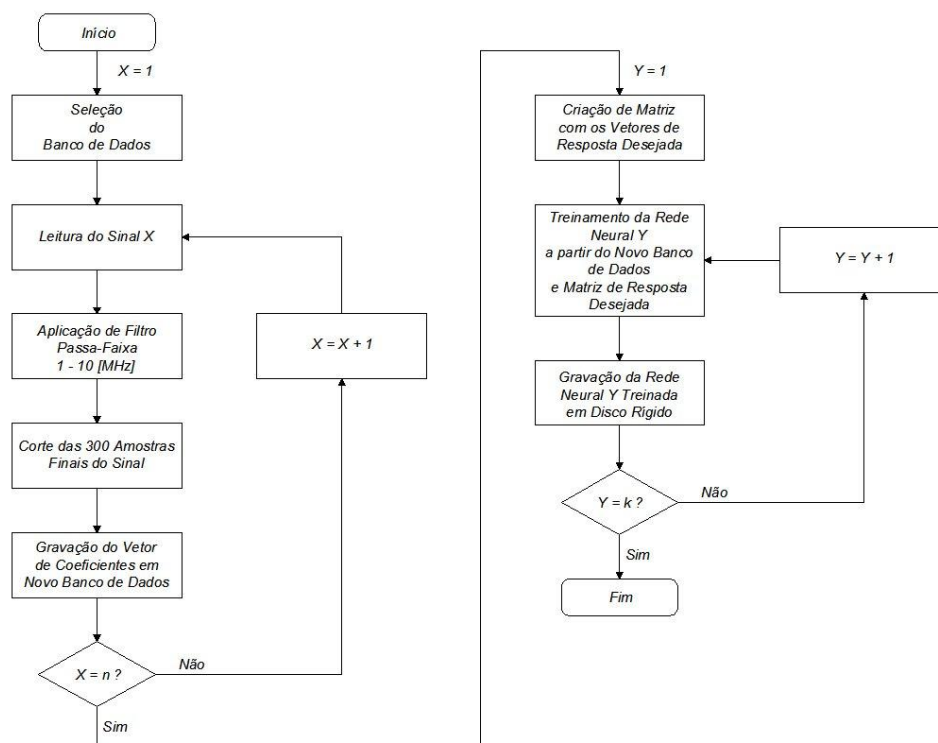 Início
X = 1
Seleção
do
Banco de Dados
Leitura do Sinal X
Aplicação de Filtro
Passa-Faixa
1 - 10 [MHz]
X = X + 1
Corte das 300 Amostras
Finais do Sinal
Gravação do Vetor
de Coeficientes em
Novo Banco de Dados
X = n ?
Não
Sim
Y = 1
Criação de Matriz
com os Vetores de
Resposta Desejada
Treinamento da Rede
Neural Y
a partir do Novo Banco
de Dados
e Matriz de Resposta
Desejada
Y = Y + 1
Gravação da Rede
Neural Y Treinada
em Disco Rígido
Y = k ?
Não
Sim
Fim